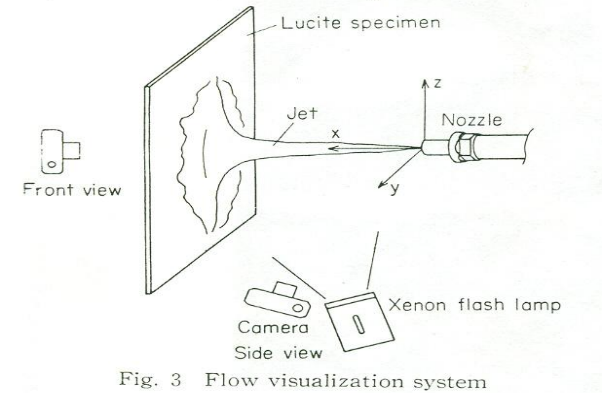 Lucite specimen
z
Jet
Nozzle
x
y
Front view
Xenon flash lamp
Camera
Side view
Fig. 3 Flow visualization system